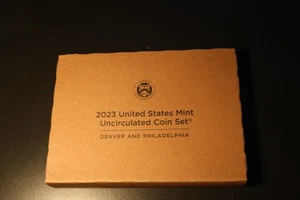 2023 United States Mint
Uncirculated Coin Set®
DENVER AND PHILADELPHIA